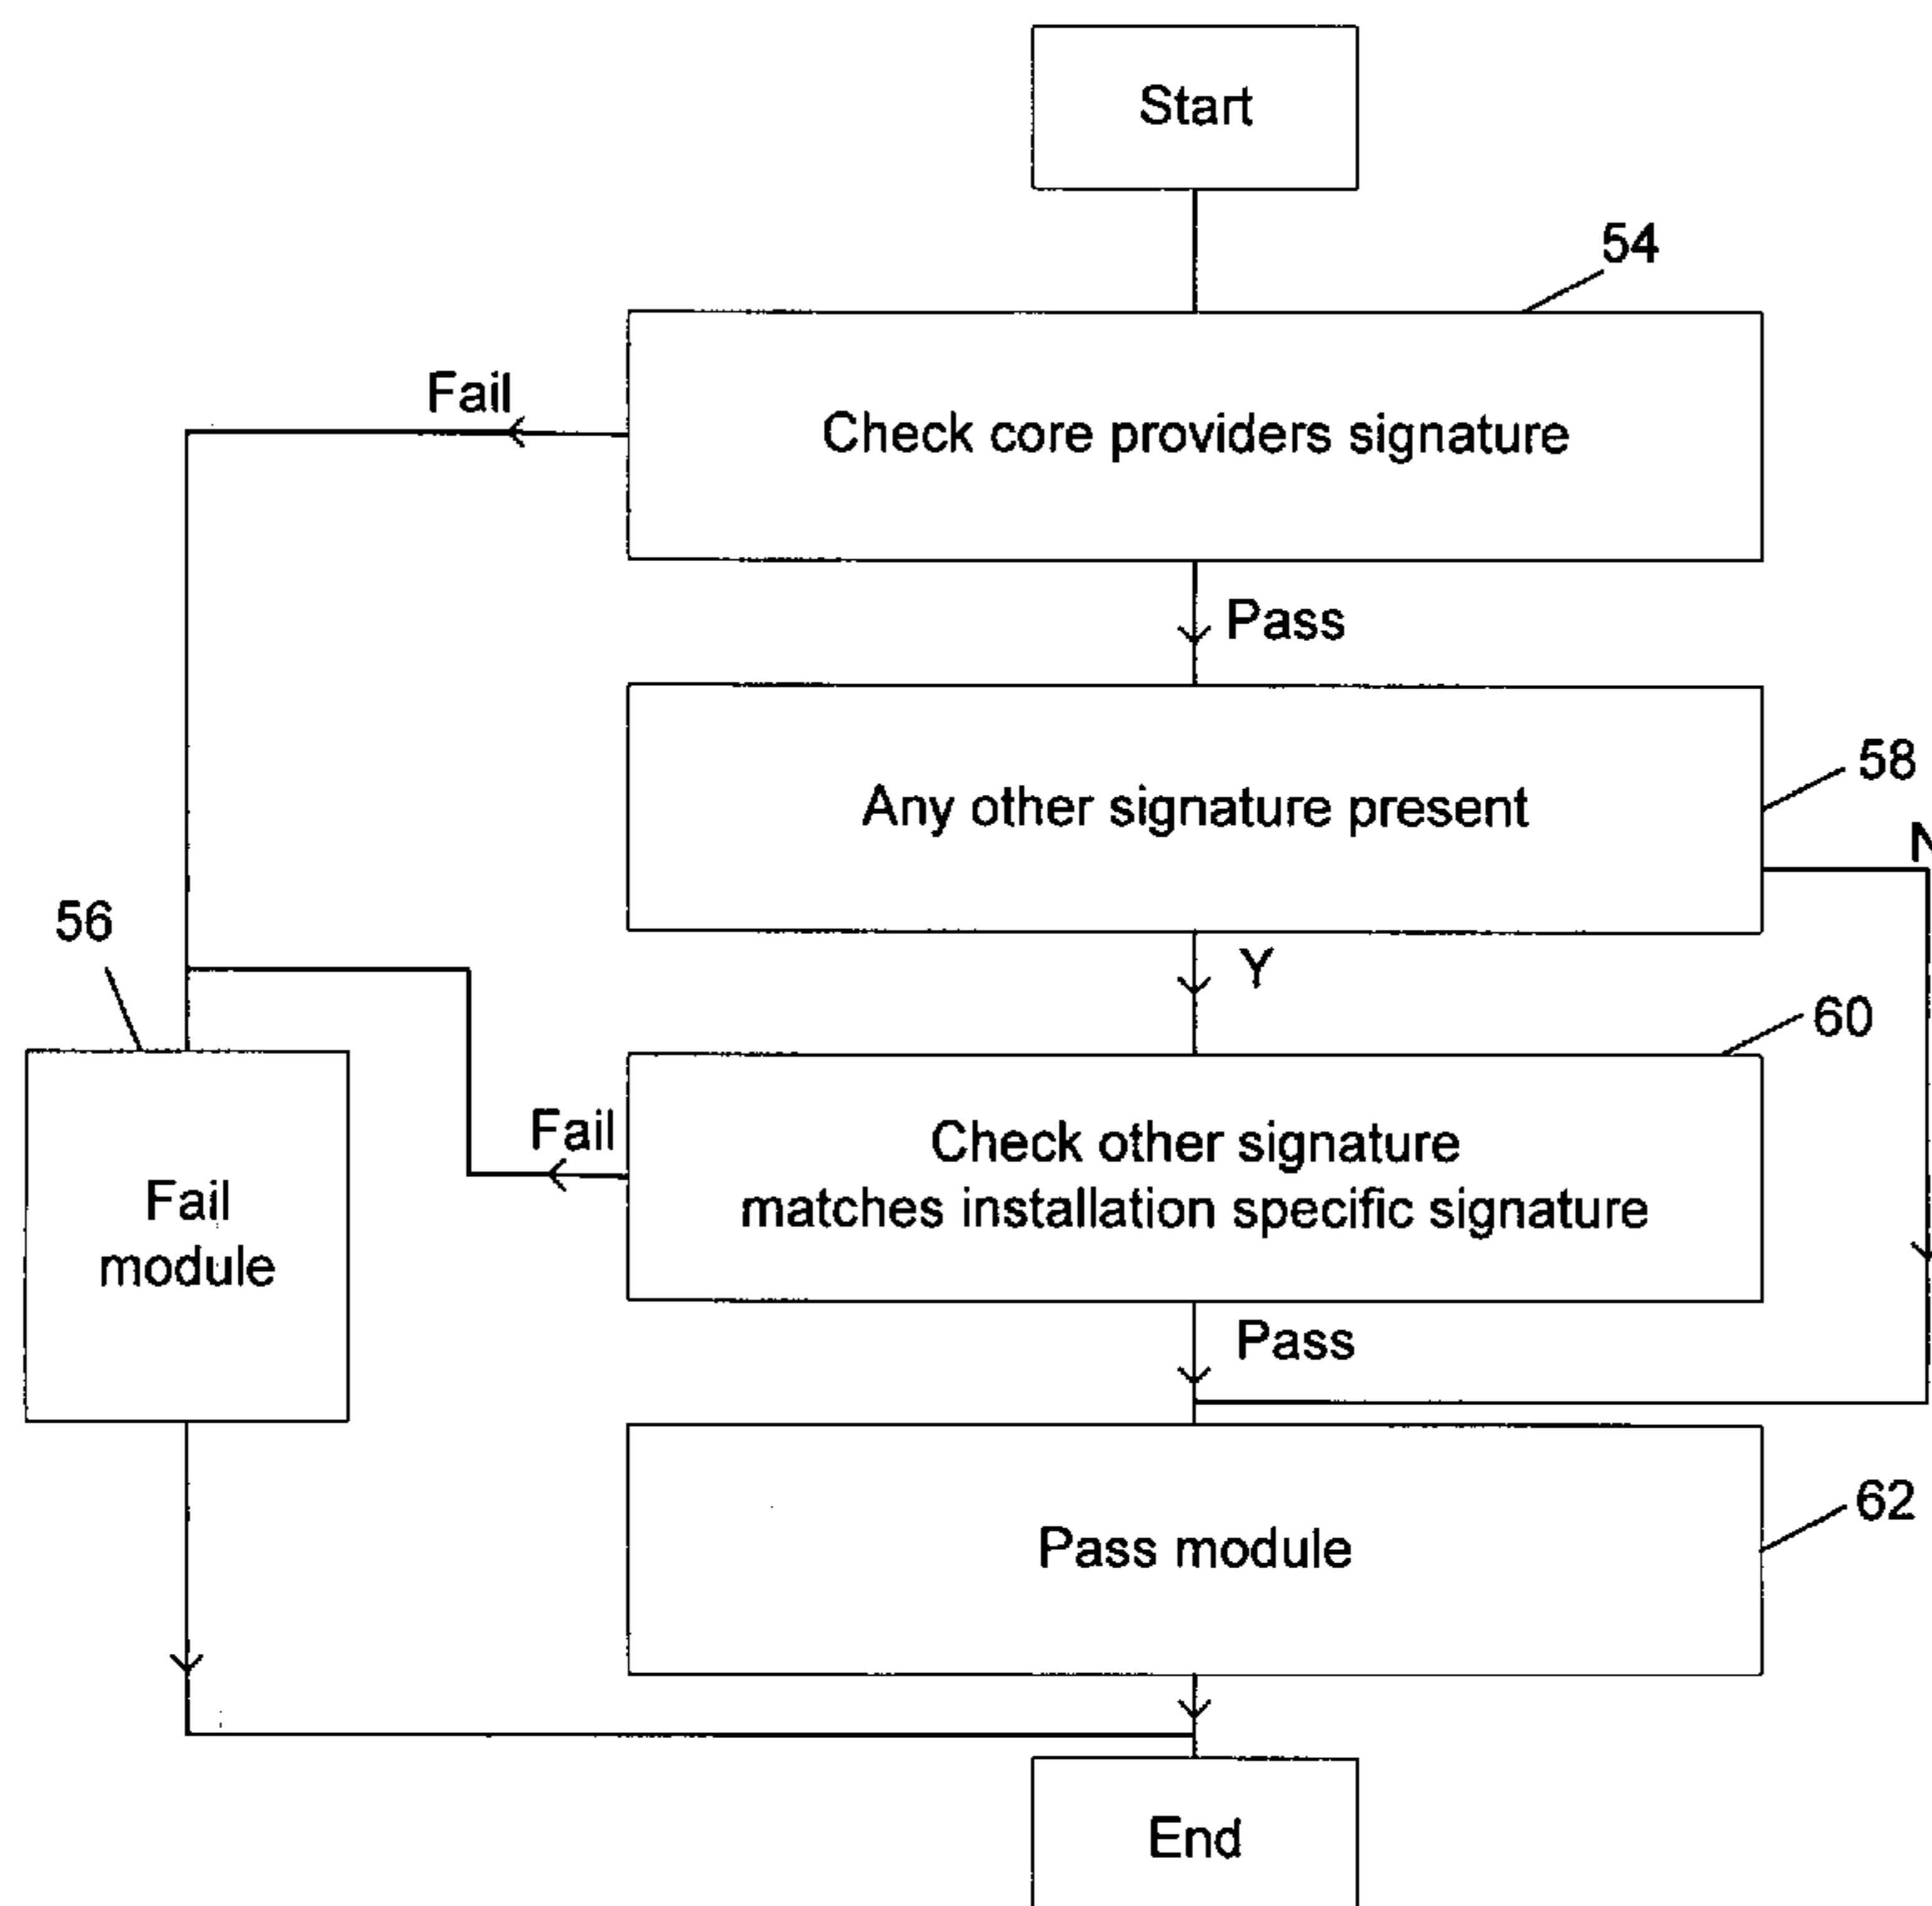 Start
54
Fail
Check core providers signature
Pass
58
Any other signature present
N
56
Y
60
Fail
Check other signature
matches installation specific signature
Fail
module
Pass
62
Pass module
End